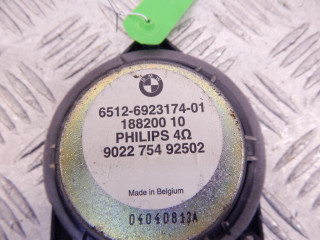 6512-6923174-01
188200 10
PHILIPS 4Ω
9022 754 92502
Made in Belgium
04040813A